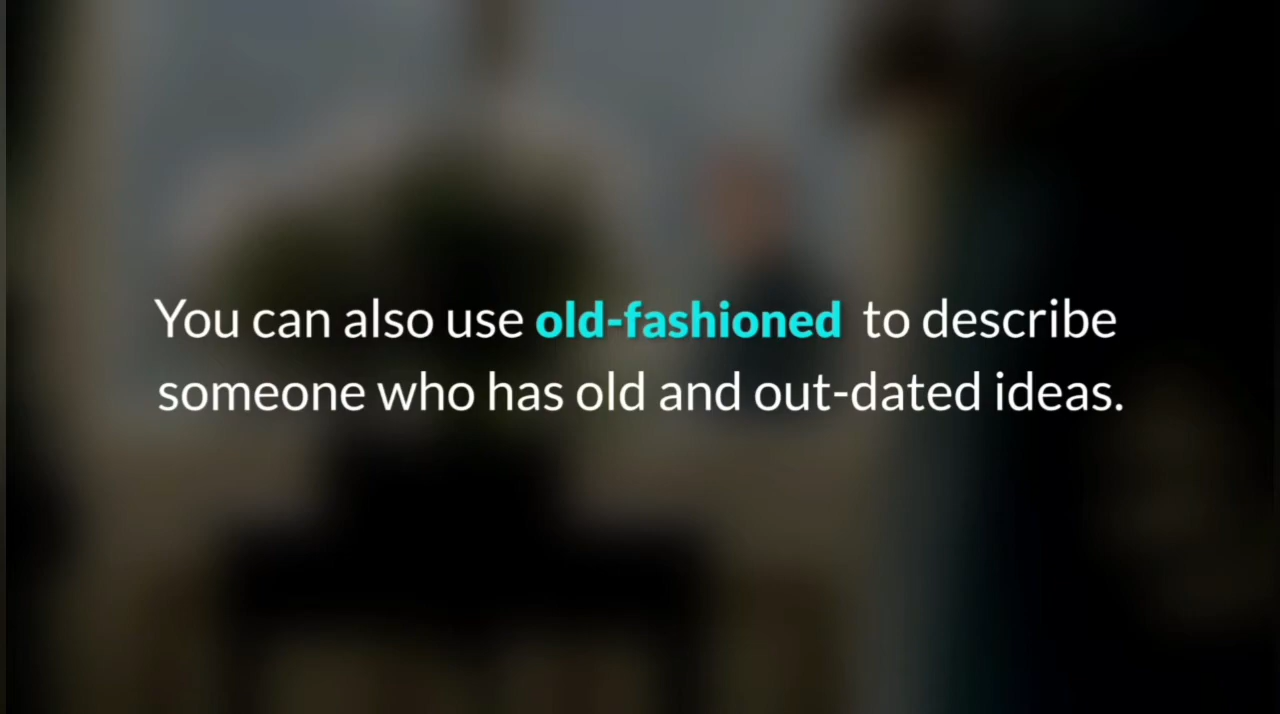 You can also use old-fashioned to describe
someone who has old and out-dated ideas.